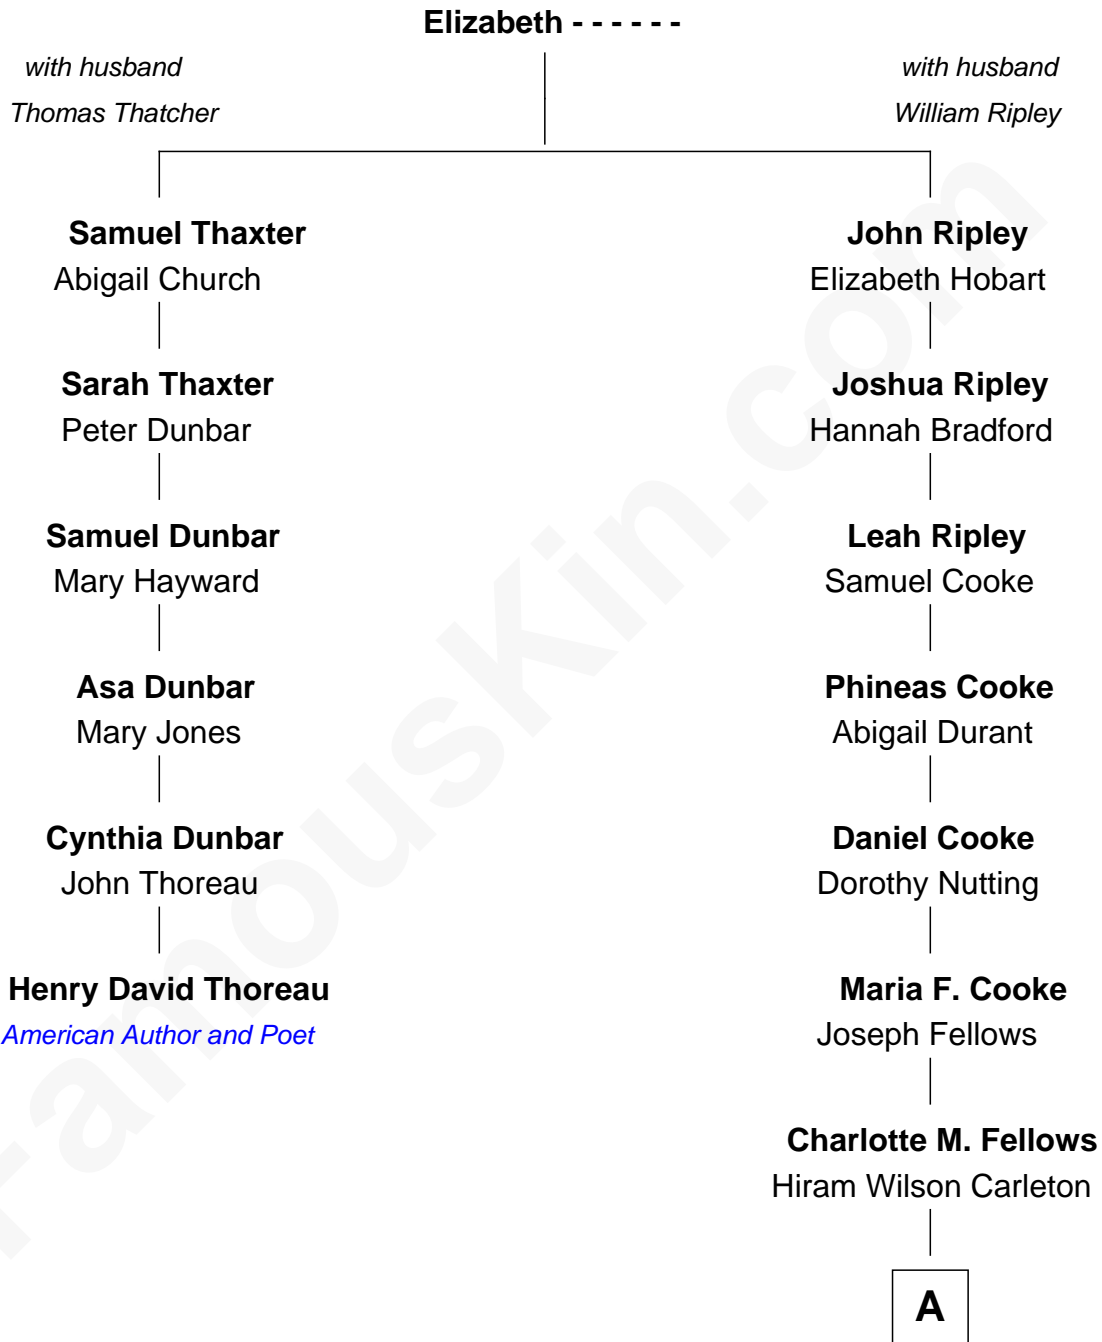 Elizabeth - - - - - -
with husband
Thomas Thatcher
with husband
William Ripley
Samuel Thaxter
Abigail Church
John Ripley
Elizabeth Hobart
Sarah Thaxter
Peter Dunbar
Joshua Ripley
Hannah Bradford
Samuel Dunbar
Mary Hayward
Leah Ripley
Samuel Cooke
Asa Dunbar
Mary Jones
Phineas Cooke
Abigail Durant
Cynthia Dunbar
John Thoreau
Daniel Cooke
Dorothy Nutting
Henry David Thoreau
American Author and Poet
Maria F. Cooke
Joseph Fellows
Charlotte M. Fellows
Hiram Wilson Carleton
A
FamousKin.com